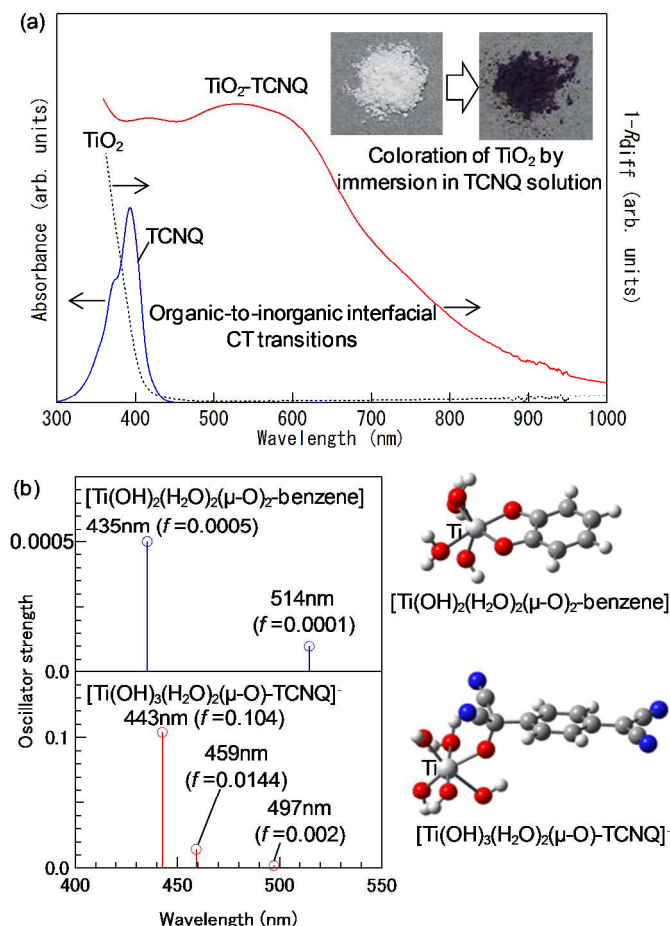 (a)
TiO₂-TCNQ
TiO₂
TCNQ
Coloration of TiO₂ by
immersion in TCNQ solution
Organic-to-inorganic interfacial
CT transitions
Absorbance (arb. units)
1-Rdiff (arb. units)
300 400 500 600 700 800 900 1000
Wavelength (nm)
(b)
[Ti(OH)₂(H₂O)₂(μ-O)₂-benzene]
435nm (f=0.0005)
0.0005
514nm
(f=0.0001)
0.0
[Ti(OH)₃(H₂O)₂(μ-O)-TCNQ]⁻
443nm (f=0.104)
0.1
459nm
(f=0.0144)
497nm
(f=0.002)
0.0
Oscillator strength
400 450 500 550
Wavelength (nm)
Ti
[Ti(OH)₂(H₂O)₂(μ-O)₂-benzene]
Ti
[Ti(OH)₃(H₂O)₂(μ-O)-TCNQ]⁻